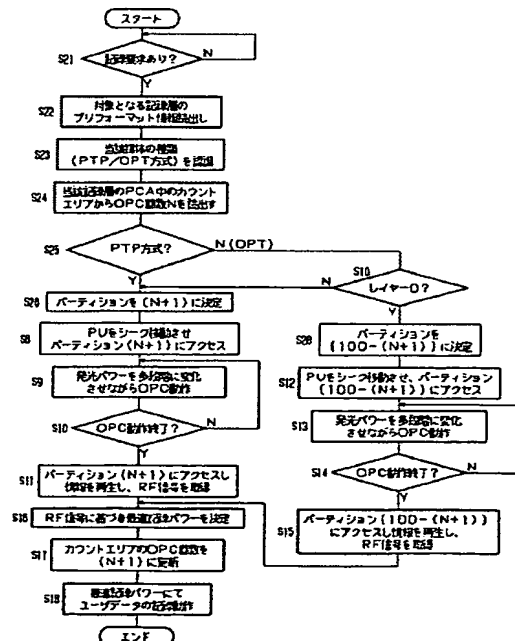 スタート
S21
記録要求あり?
N
Y
S22
対象となる記録層の
プリフォーマット情報読出し
S23
当該媒体の種類
(PTP/OPT方式)を認識
S24
当該記録層のPCA中のカウント
エリアからOPC回数Nを読出す
S25
PTP方式?
N(OPT)
Y
レイヤー0?
N
Y
パーティションを(N+1)に決定
S8
PUをシーク移動させ
パーティション(N+1)にアクセス
S9
発光パワーを多段階に変化
させながらOPC動作
S10
OPC動作終了?
N
Y
S11
パーティション(N+1)にアクセスし
情報を再生し、RF信号を取得
パーティションを
{100-(N+1)}に決定
S12
PUをシーク移動させ、パーティション
{100-(N+1)}にアクセス
S13
発光パワーを多段階に変化
させながらOPC動作
S14
OPC動作終了?
N
Y
S15
パーティション{100-(N+1)}
にアクセスし情報を再生し、
RF信号を取得
S16
RF信号に基づき最適記録パワーを決定
S17
カウントエリアのOPC回数を
(N+1)に更新
最適記録パワーにて
ユーザデータの記録動作
エンド